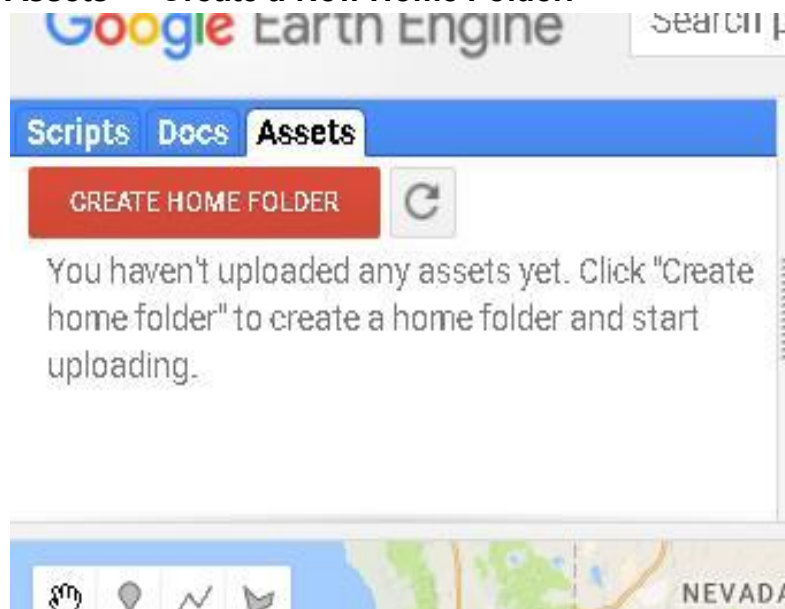 Google Earth Engine
Search
Scripts Docs Assets
CREATE HOME FOLDER
You haven't uploaded any assets yet. Click "Create
home folder" to create a home folder and start
uploading.
NEVADA